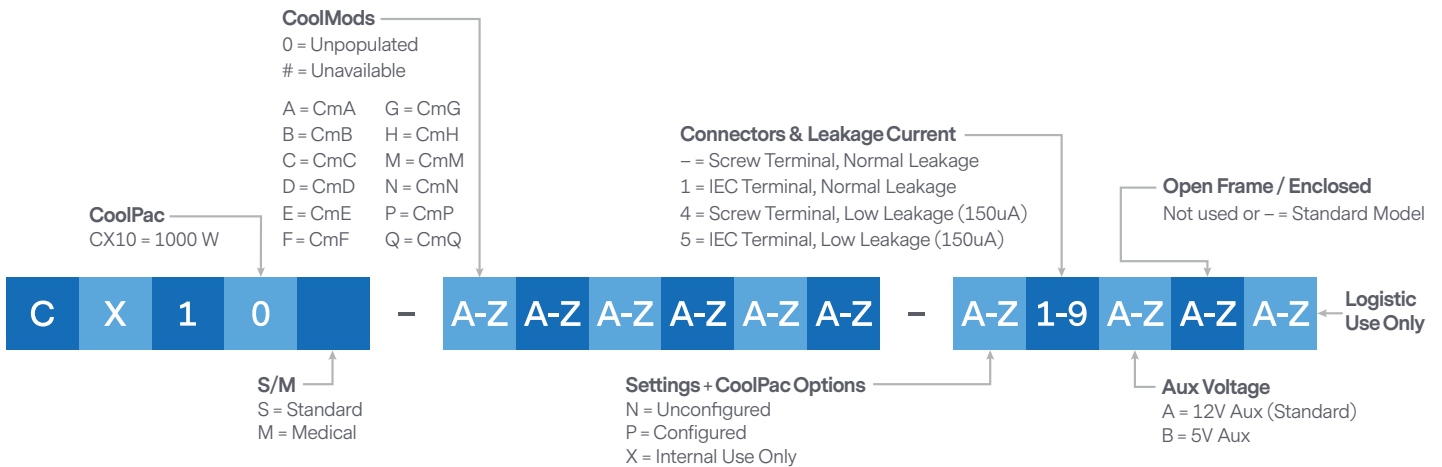 CoolMods
0 = Unpopulated
# = Unavailable
A = CmA G = CmG
B = CmB H = CmH
C = CmC M = CmM
D = CmD N = CmN
E = CmE P = CmP
F = CmF Q = CmQ
Connectors & Leakage Current
– = Screw Terminal, Normal Leakage
1 = IEC Terminal, Normal Leakage
4 = Screw Terminal, Low Leakage (150uA)
5 = IEC Terminal, Low Leakage (150uA)
Open Frame / Enclosed
Not used or – = Standard Model
CoolPac
CX10 = 1000 W
C X 1 0 – A-Z A-Z A-Z A-Z A-Z A-Z – A-Z 1-9 A-Z A-Z A-Z
Logistic
Use Only
S/M
S = Standard
M = Medical
Settings + CoolPac Options
N = Unconfigured
P = Configured
X = Internal Use Only
Aux Voltage
A = 12V Aux (Standard)
B = 5V Aux